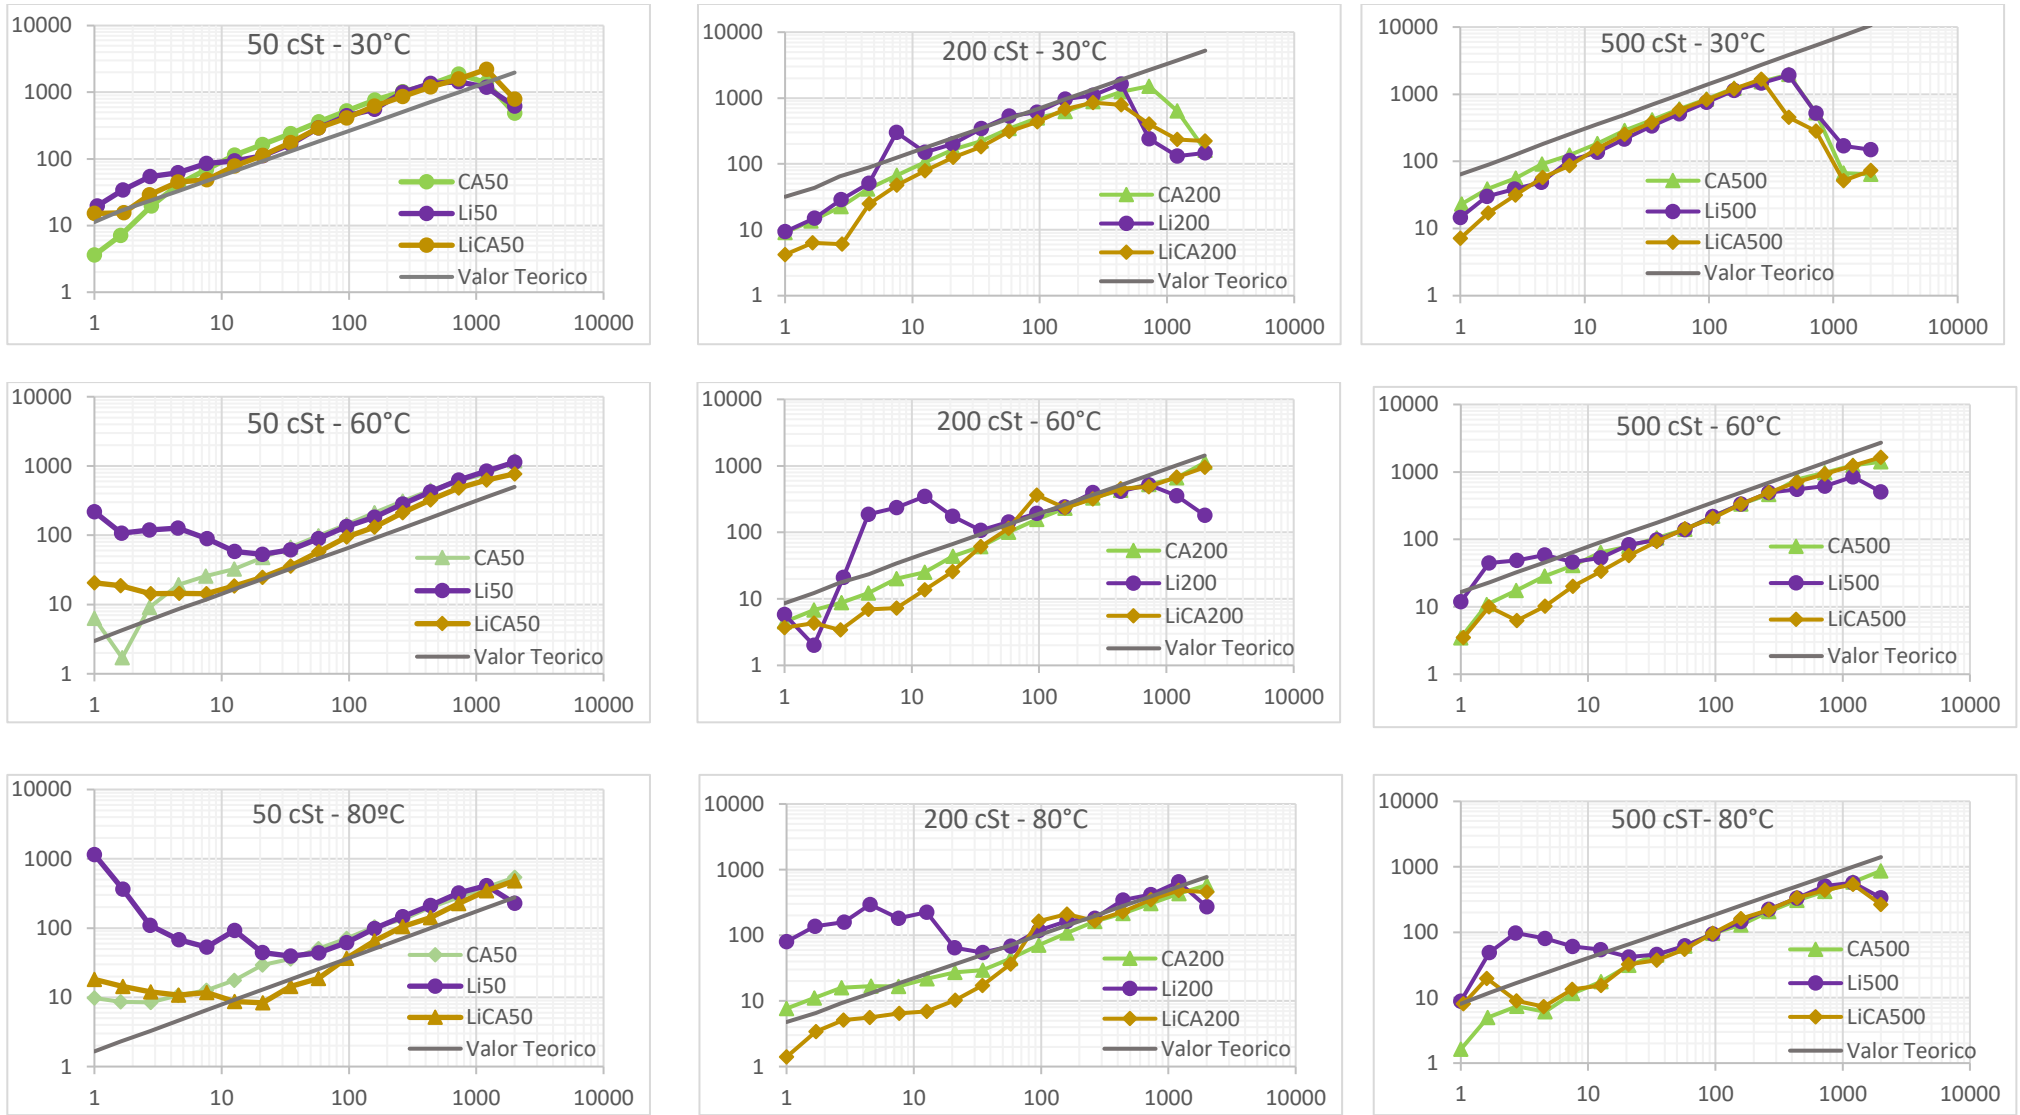 50 cSt - 30°C
10000
1000
100
10
1
1 10 100 1000 10000
CA50
Li50
LiCA50
Valor Teorico
200 cSt - 30°C
10000
1000
100
10
1
1 10 100 1000 10000
CA200
Li200
LiCA200
Valor Teorico
500 cSt - 30°C
10000
1000
100
10
1
1 10 100 1000 10000
CA500
Li500
LiCA500
Valor Teorico
50 cSt - 60°C
10000
1000
100
10
1
1 10 100 1000 10000
CA50
Li50
LiCA50
Valor Teorico
200 cSt - 60°C
10000
1000
100
10
1
1 10 100 1000 10000
CA200
Li200
LiCA200
Valor Teorico
500 cSt - 60°C
10000
1000
100
10
1
1 10 100 1000 10000
CA500
Li500
LiCA500
Valor Teorico
50 cSt - 80ºC
10000
1000
100
10
1
1 10 100 1000 10000
CA50
Li50
LiCA50
Valor Teorico
200 cSt - 80°C
10000
1000
100
10
1
1 10 100 1000 10000
CA200
Li200
LiCA200
Valor Teorico
500 cST- 80°C
10000
1000
100
10
1
1 10 100 1000 10000
CA500
Li500
LiCA500
Valor Teorico